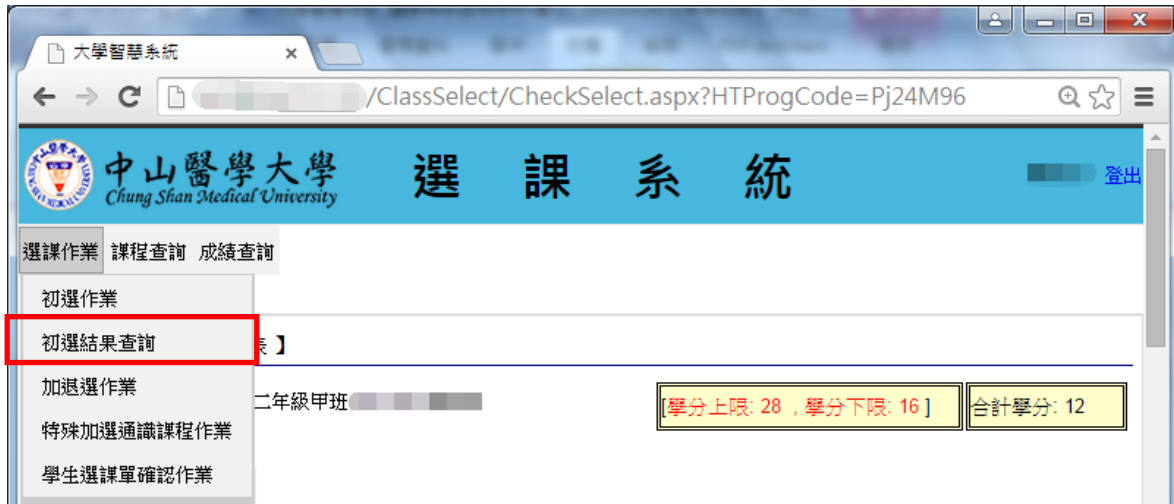 大學智慧系統
/ClassSelect/CheckSelect.aspx?HTProgCode=Pj24M96
中山醫學大學
Chung Shan Medical University
選課系統
登出
選課作業 課程查詢 成績查詢
初選作業
初選結果查詢
】
加退選作業
二年級甲班
[學分上限: 28 , 學分下限: 16 ]
合計學分: 12
特殊加選通識課程作業
學生選課單確認作業